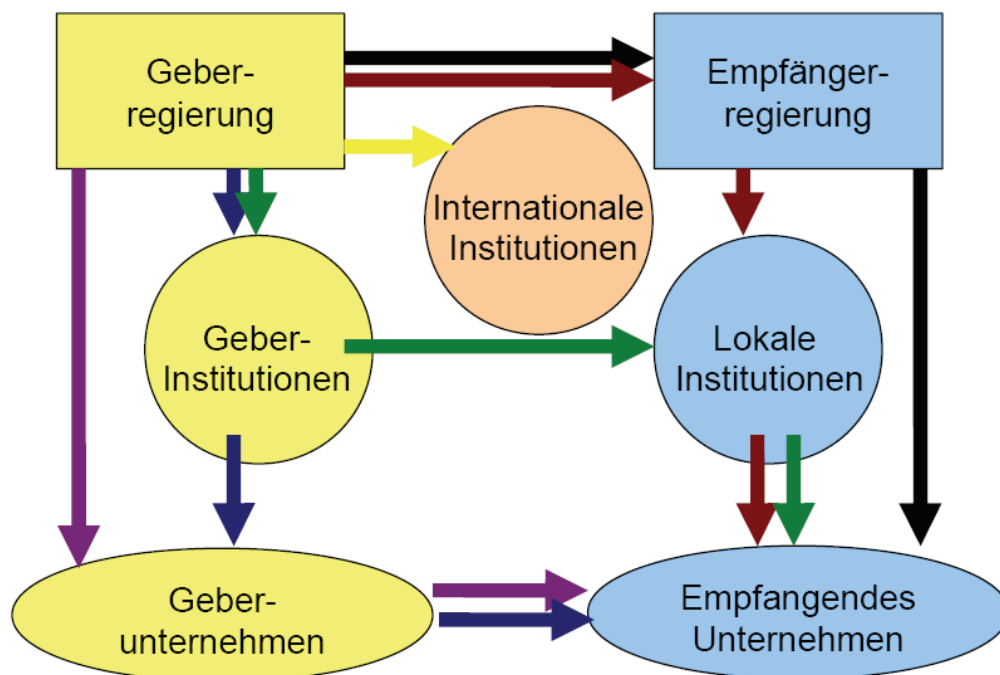 Geber-
regierung
Empfänger-
regierung
Internationale
Institutionen
Geber-
Institutionen
Lokale
Institutionen
Geber-
unternehmen
Empfangendes
Unternehmen